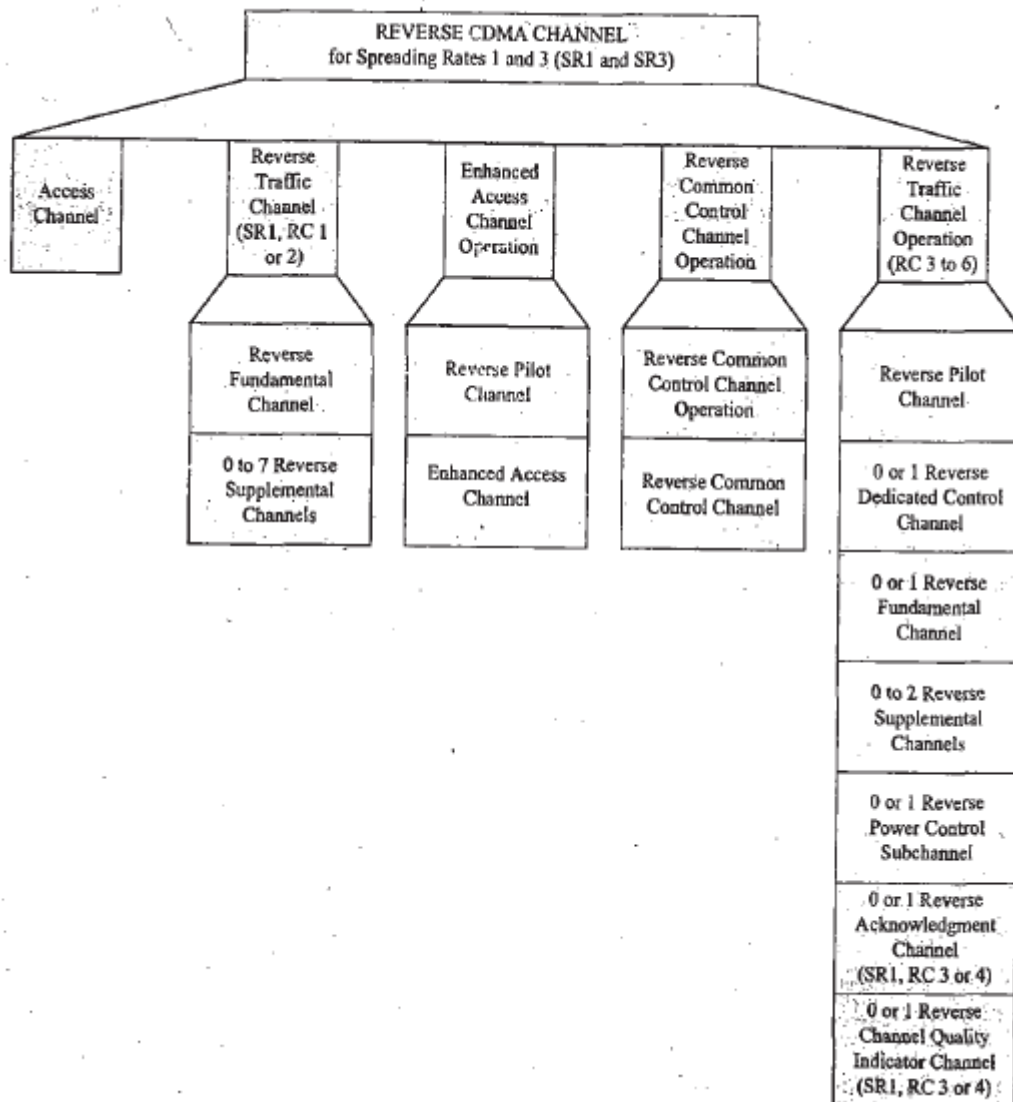 REVERSE CDMA CHANNEL
for Spreading Rates 1 and 3 (SR1 and SR3)
Access
Channel
Reverse
Traffic
Channel
(SR1, RC 1
or 2)
Enhanced
Access
Channel
Operation
Reverse
Common
Control
Channel
Operation
Reverse
Traffic
Channel
Operation
(RC 3 to 6)
Reverse
Fundamental
Channel
0 to 7 Reverse
Supplemental
Channels
Reverse Pilot
Channel
Enhanced Access
Channel
Reverse Common
Control Channel
Operation
Reverse Common
Control Channel
Reverse Pilot
Channel
0 or 1 Reverse
Dedicated Control
Channel
0 or 1 Reverse
Fundamental
Channel
0 to 2 Reverse
Supplemental
Channels
0 or 1 Reverse
Power Control
Subchannel
0 or 1 Reverse
Acknowledgment
Channel
(SR1, RC 3 or 4)
0 or 1 Reverse
Channel Quality
Indicator Channel
(SR1, RC 3 or 4)